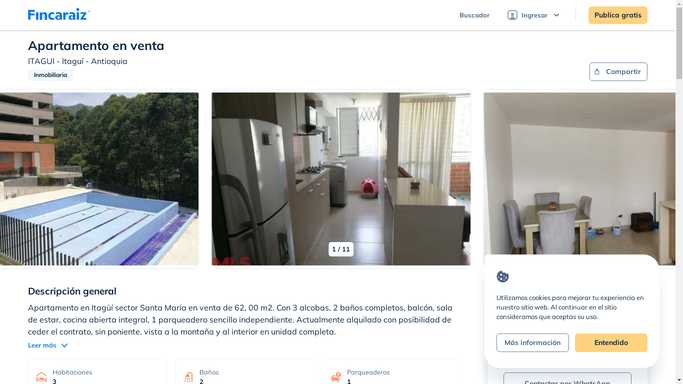 Fincaraiz
Buscador
Ingresar
Publica gratis
Apartamento en venta
ITAGUI - Itaguí - Antioquia
Inmobiliaria
Compartir
1 / 11
MLS
Descripción general
Apartamento en Itagüí sector Santa María en venta de 62, 00 m2. Con 3 alcobas, 2 baños completos, balcón, sala
de estar, cocina abierta integral, 1 parqueadero sencillo independiente. Actualmente alquilado con posibilidad de
ceder el contrato, sin poniente, vista a la montaña y al interior en unidad completa.
Leer más
Habitaciones
3
Baños
2
Parqueaderos
1
Utilizamos cookies para mejorar tu experiencia en
nuestro sitio web. Al continuar en el sitio
consideramos que aceptas su uso.
Más información
Entendido
Contactar por WhatsApp